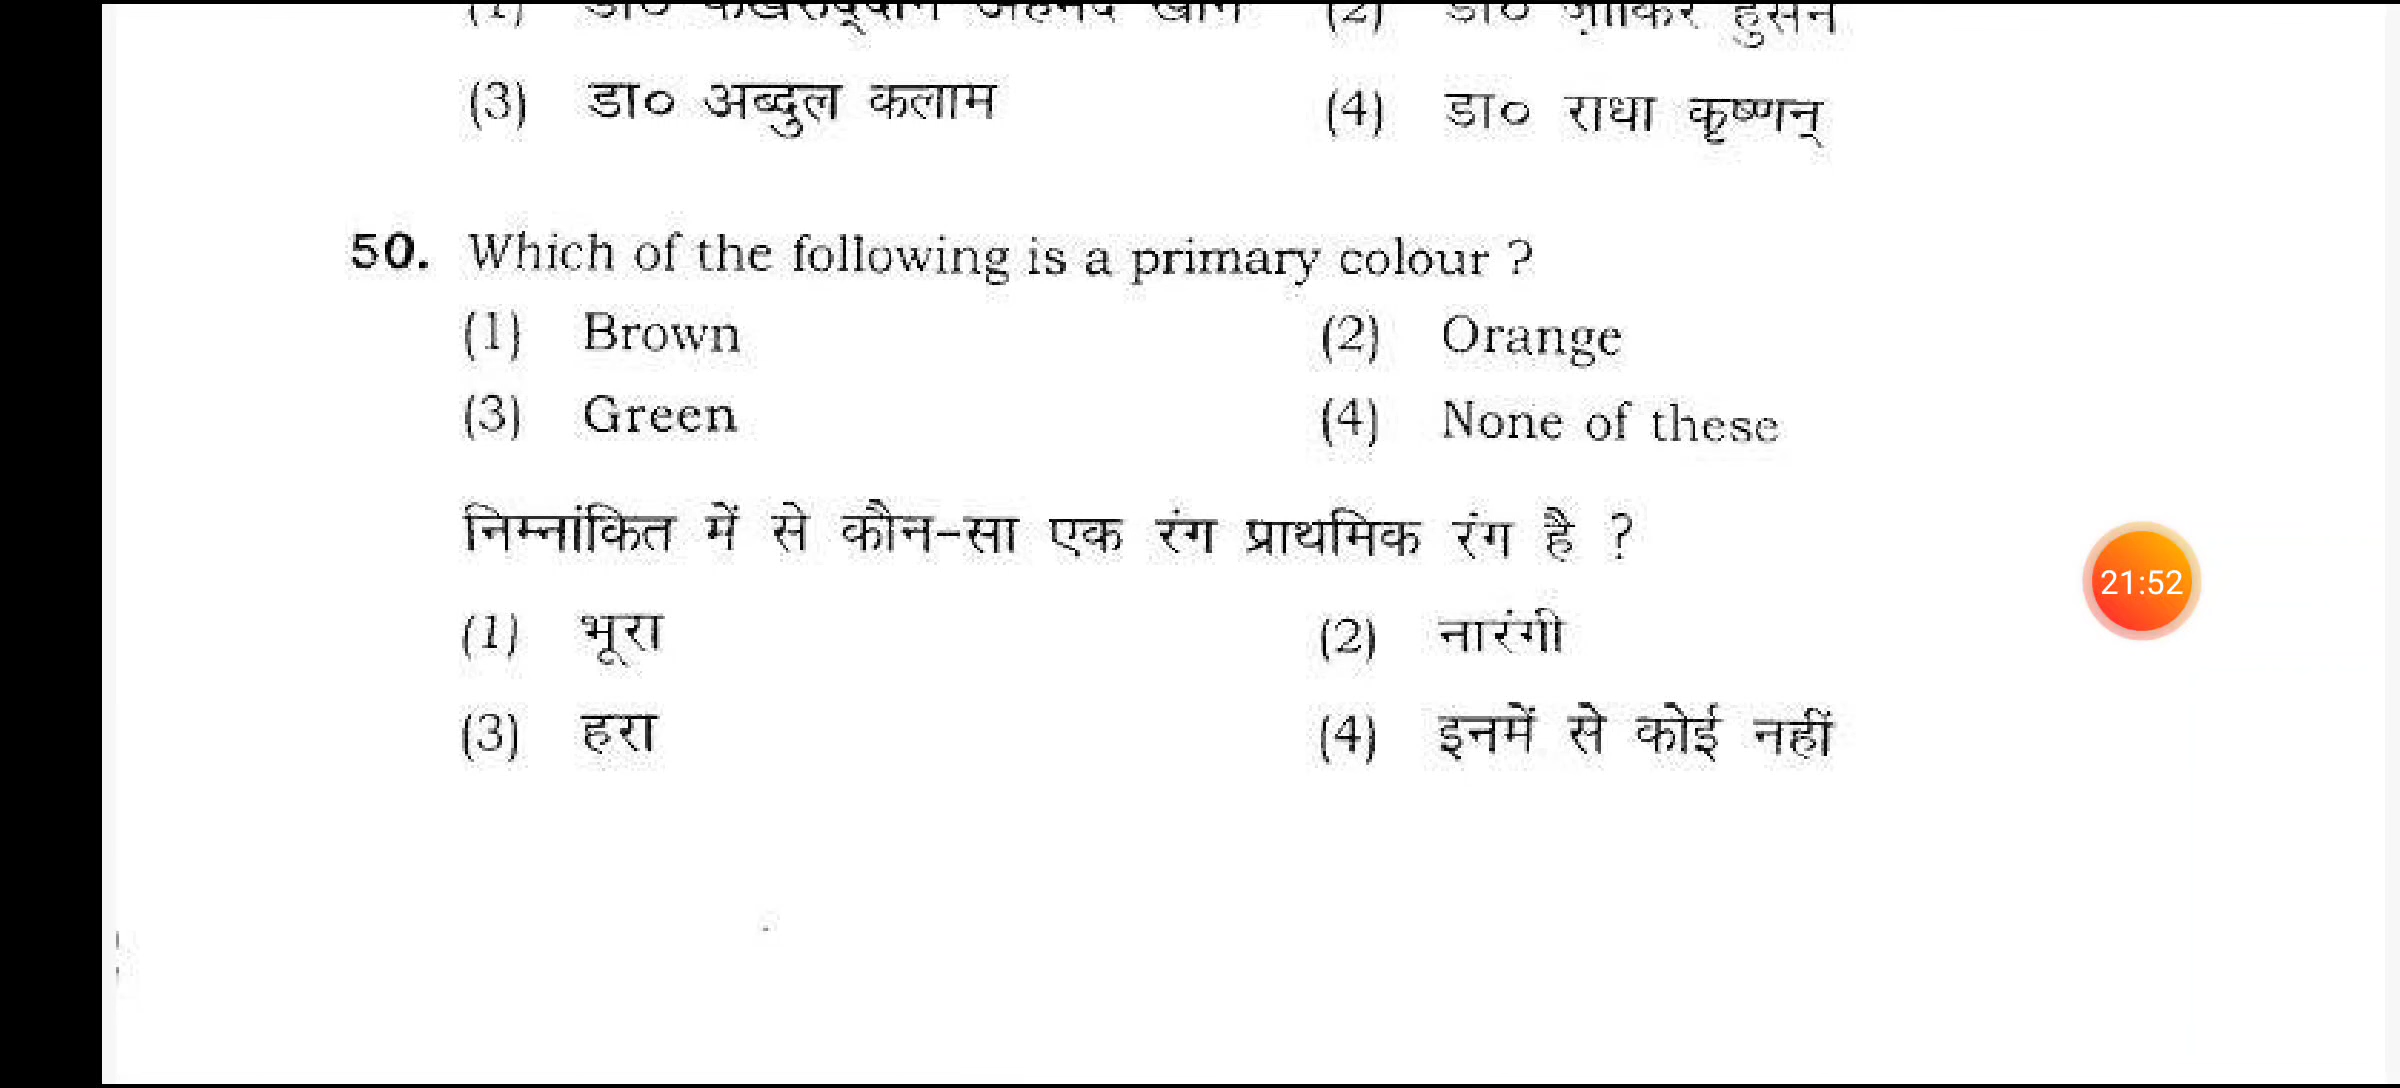 (3) डा० अब्दुल कलाम (4) डा० राधा कृष्णन्
50. Which of the following is a primary colour ?
(1) Brown (2) Orange
(3) Green (4) None of these
निम्नांकित में से कौन-सा एक रंग प्राथमिक रंग है ?
(1) भूरा (2) नारंगी
(3) हरा (4) इनमें से कोई नहीं
21:52